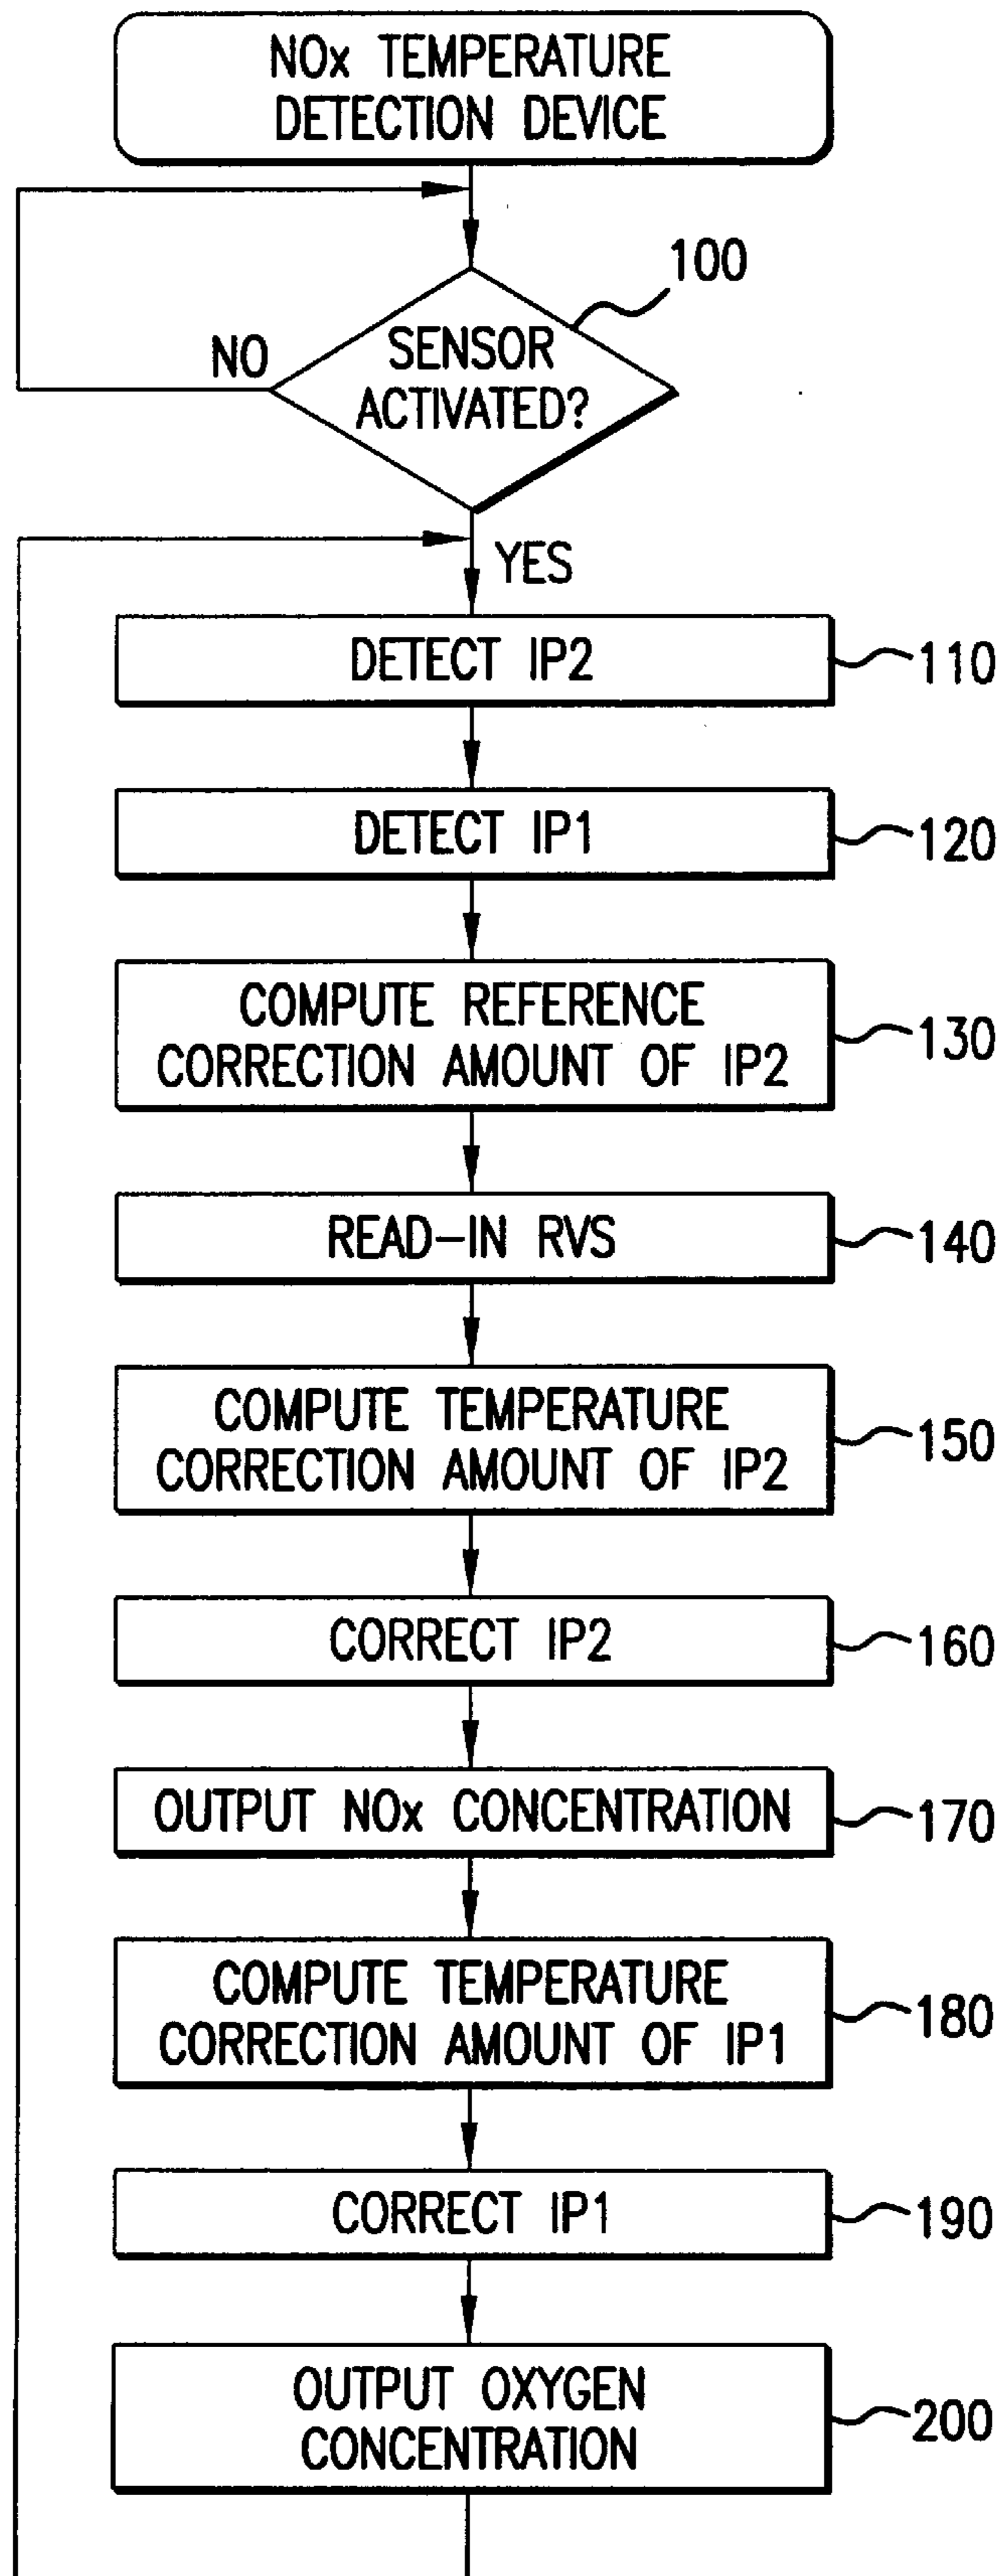 NOx TEMPERATURE
DETECTION DEVICE
100
NO
SENSOR
ACTIVATED?
YES
DETECT IP2
110
DETECT IP1
120
COMPUTE REFERENCE
CORRECTION AMOUNT OF IP2
130
READ-IN RVS
140
COMPUTE TEMPERATURE
CORRECTION AMOUNT OF IP2
150
CORRECT IP2
160
OUTPUT NOx CONCENTRATION
170
COMPUTE TEMPERATURE
CORRECTION AMOUNT OF IP1
180
CORRECT IP1
190
OUTPUT OXYGEN
CONCENTRATION
200